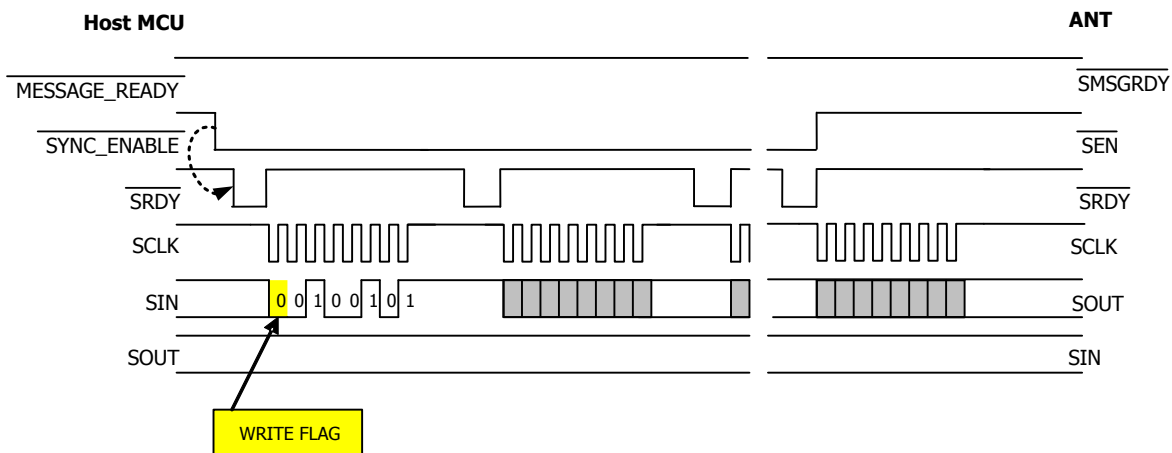 Host MCU ANT
MESSAGE_READY SMSGRDY
SYNC_ENABLE SEN
SRDY SRDY
SCLK SCLK
SIN 0 0 1 0 0 1 0 1 SOUT
SOUT SIN
WRITE FLAG